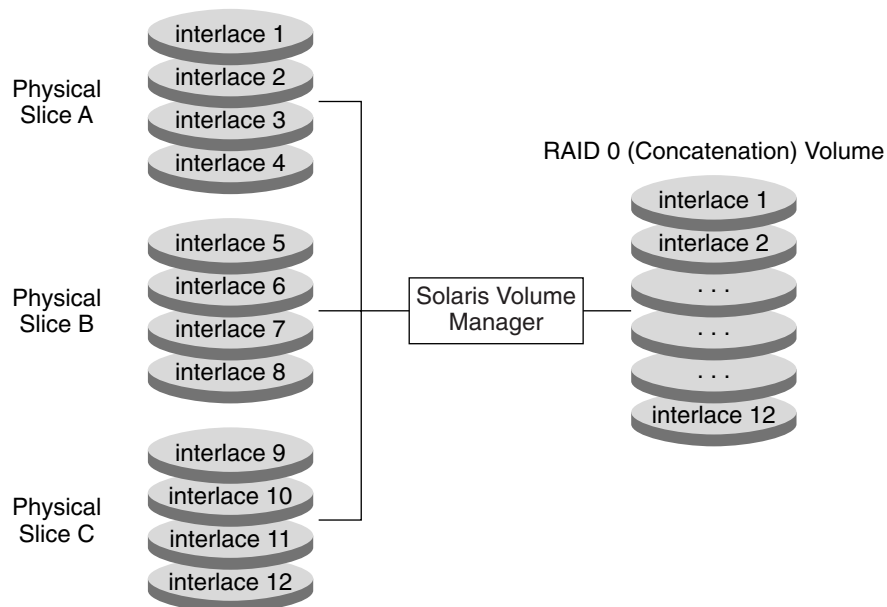 Physical
Slice A
interlace 1
interlace 2
interlace 3
interlace 4
Physical
Slice B
interlace 5
interlace 6
interlace 7
interlace 8
Physical
Slice C
interlace 9
interlace 10
interlace 11
interlace 12
Solaris Volume
Manager
RAID 0 (Concatenation) Volume
interlace 1
interlace 2
. . .
. . .
. . .
interlace 12